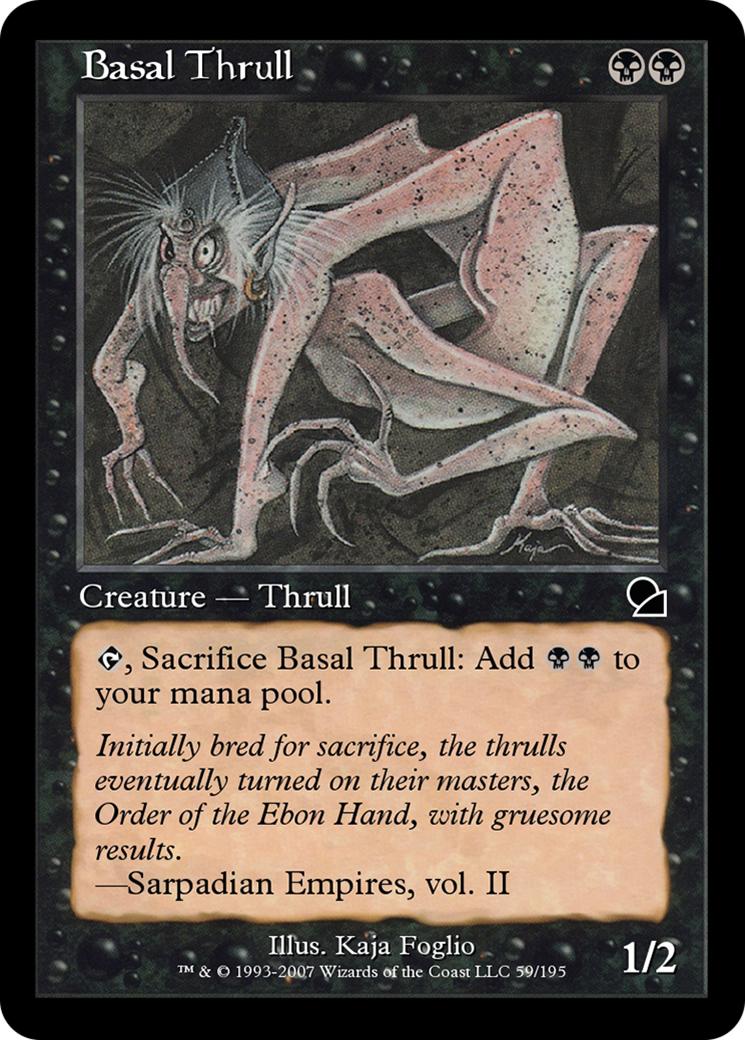 Basal Thrull
Kaja
Creature — Thrull
, Sacrifice Basal Thrull: Add to
your mana pool.
Initially bred for sacrifice, the thrulls
eventually turned on their masters, the
Order of the Ebon Hand, with gruesome
results.
—Sarpadian Empires, vol. II
Illus. Kaja Foglio
™ & © 1993-2007 Wizards of the Coast LLC 59/195
1/2